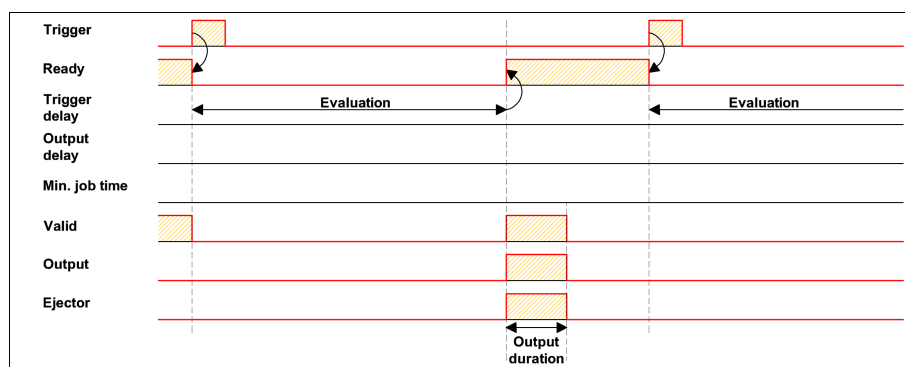 Trigger
Ready
Trigger
delay
Evaluation
Evaluation
Output
delay
Min. job time
Valid
Output
Ejector
Output
duration